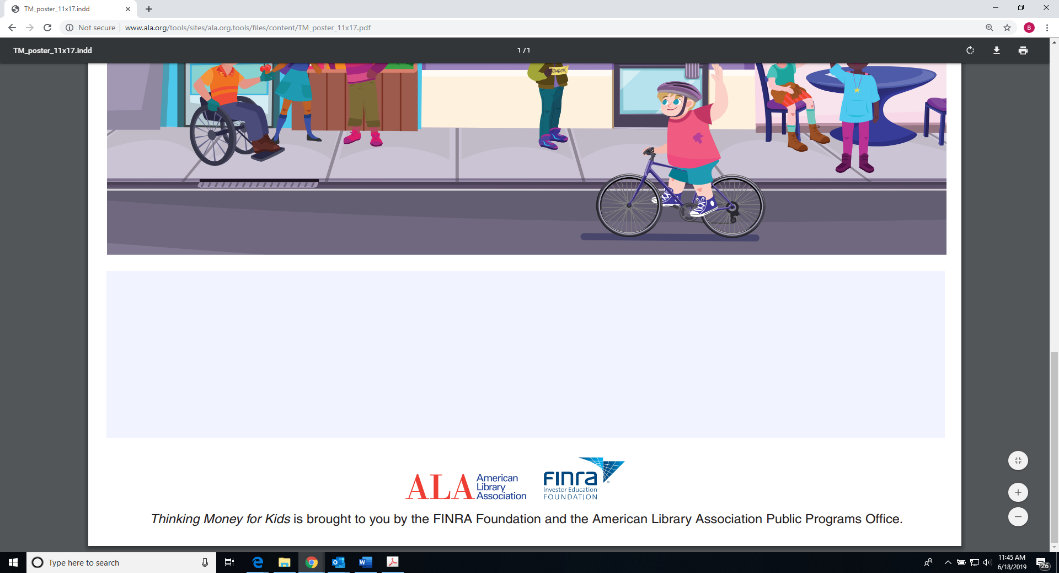 TM_poster_11x17.indd
Not secure
www.ala.org/tools/sites/ala.org.tools/files/content/TM_poster_11x17.pdf
B
TM_poster_11x17.indd
1 / 1
ALA American
Library
Association
Finra
Investor Education
FOUNDATION
Thinking Money for Kids is brought to you by the FINRA Foundation and the American Library Association Public Programs Office.
Type here to search
11:45 AM
6/18/2019